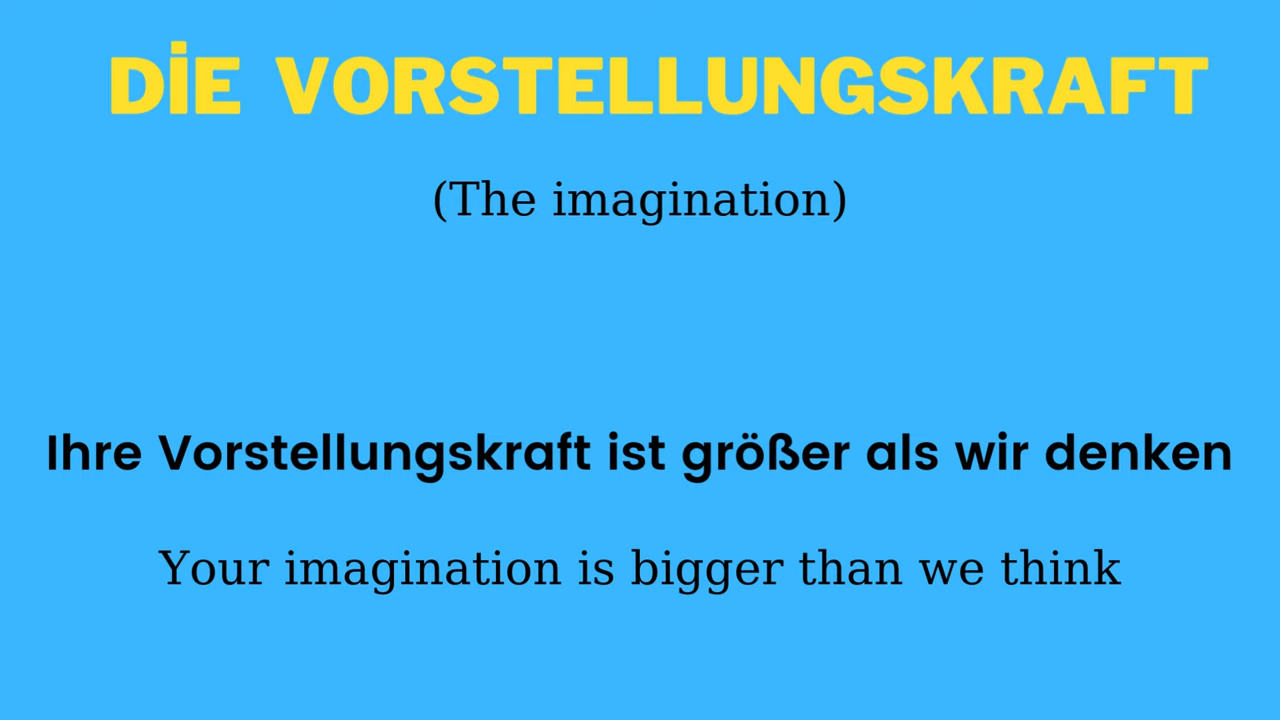 DİE VORSTELLUNGSKRAFT
(The imagination)
Ihre Vorstellungskraft ist größer als wir denken
Your imagination is bigger than we think